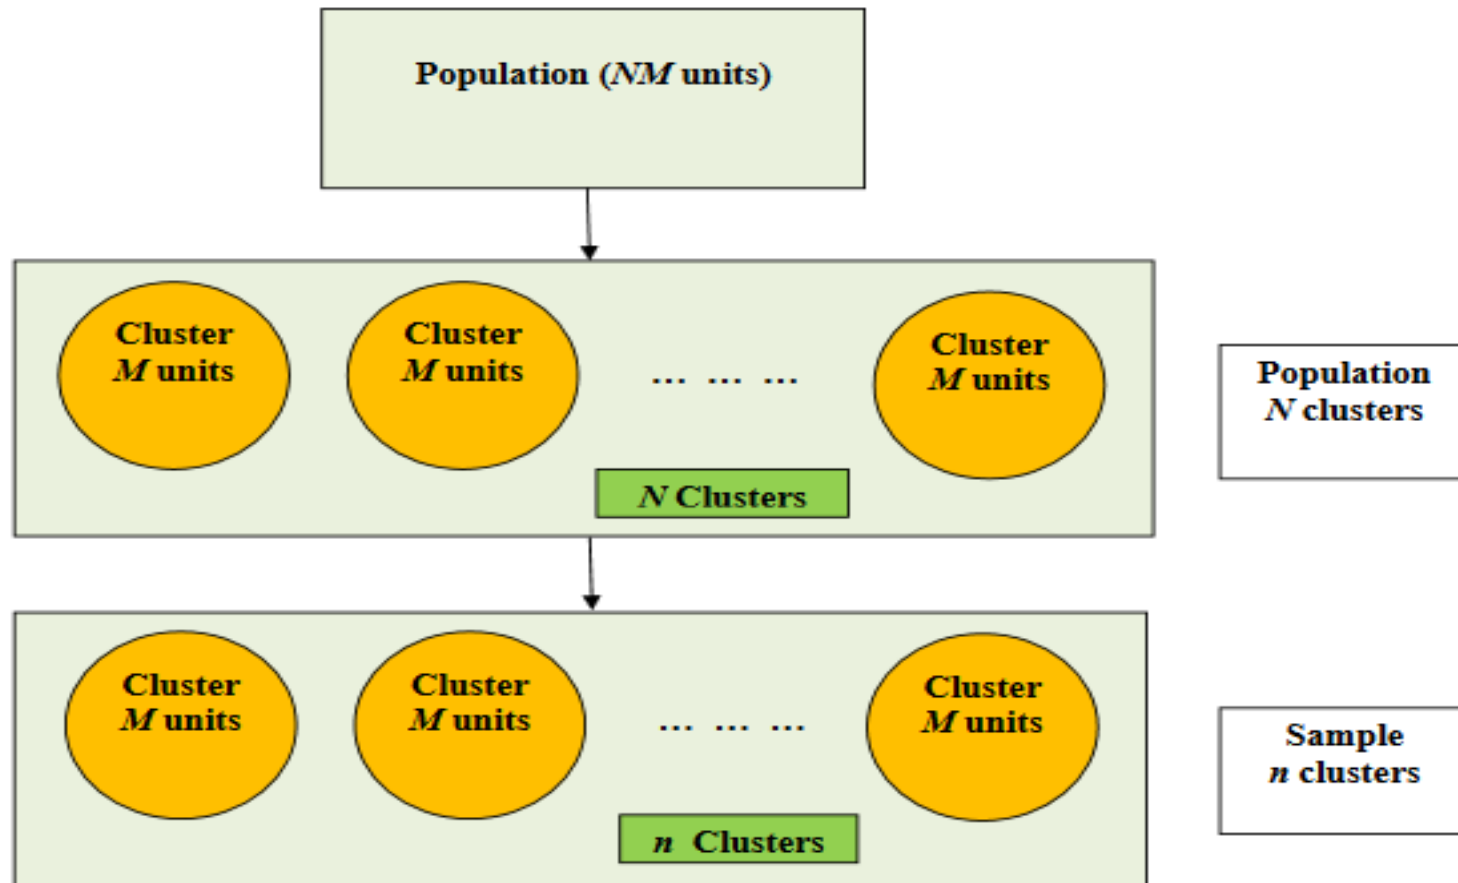 Population (NM units)
Cluster
M units
Cluster
M units
... ... ...
Cluster
M units
N Clusters
Population
N clusters
Cluster
M units
Cluster
M units
... ... ...
Cluster
M units
n Clusters
Sample
n clusters